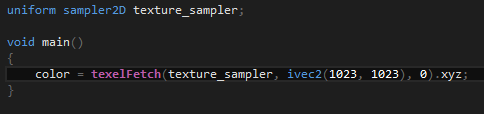 uniform sampler2D texture_sampler;
void main()
{
color = texelFetch(texture_sampler, ivec2(1023, 1023), 0).xyz;
}